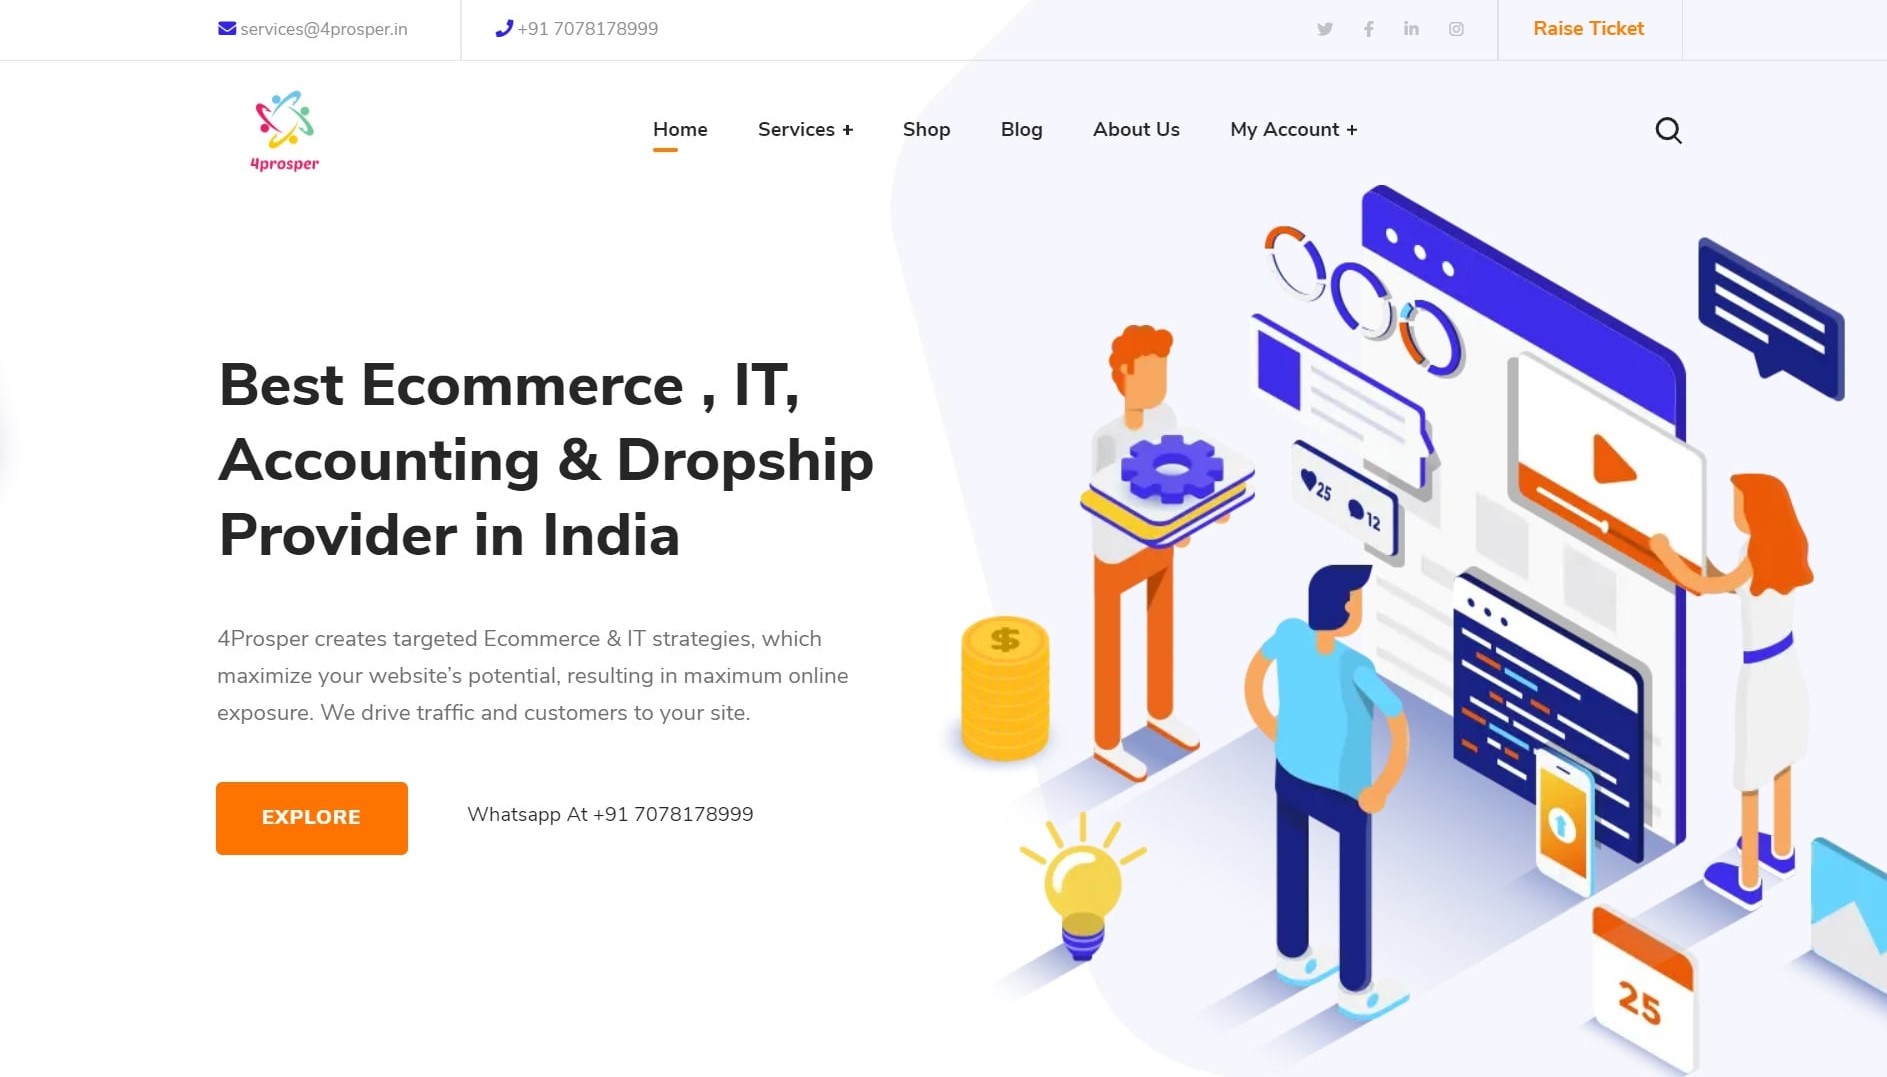 services@4prosper.in
+91 7078178999
Raise Ticket
4prosper
Home
Services +
Shop
Blog
About Us
My Account +
Best Ecommerce , IT,
Accounting & Dropship
Provider in India
4Prosper creates targeted Ecommerce & IT strategies, which
maximize your website’s potential, resulting in maximum online
exposure. We drive traffic and customers to your site.
EXPLORE
Whatsapp At +91 7078178999
25
12
$
25